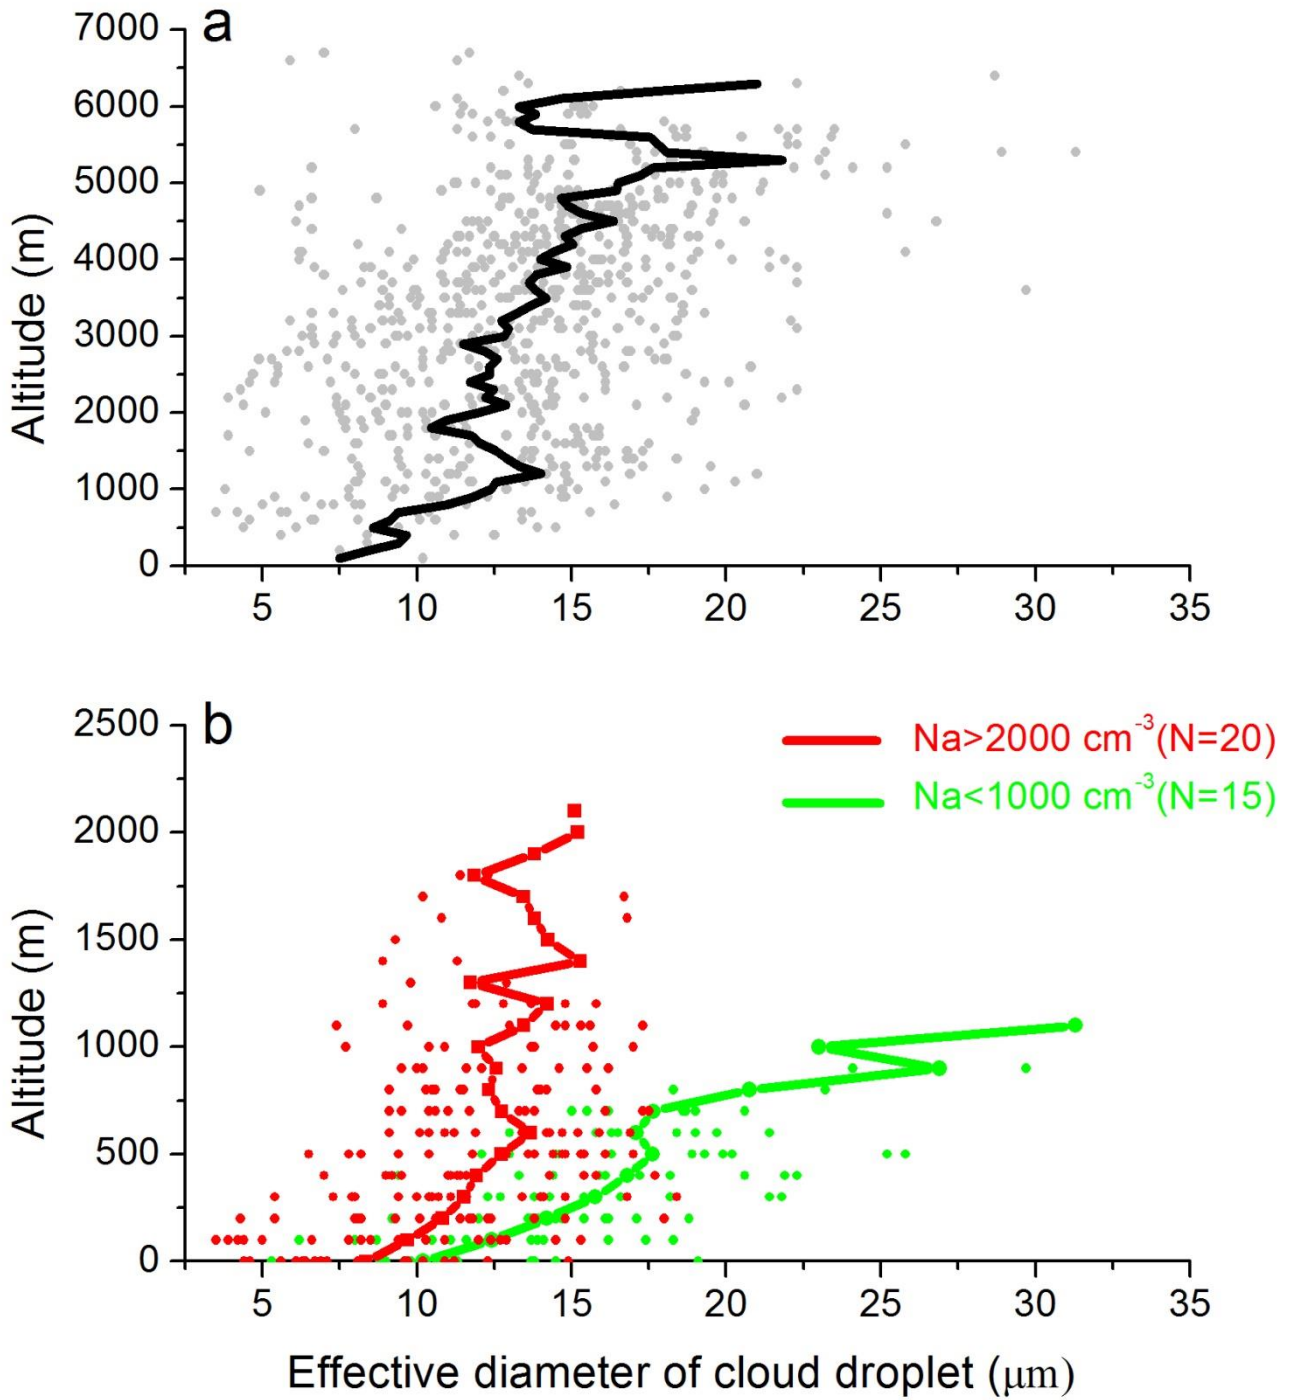 a
7000
6000
5000
4000
3000
2000
1000
0
Altitude (m)
5 10 15 20 25 30 35
b
2500
2000
1500
1000
500
0
Altitude (m)
Na>2000 cm⁻³(N=20)
Na<1000 cm⁻³(N=15)
5 10 15 20 25 30 35
Effective diameter of cloud droplet (μm)